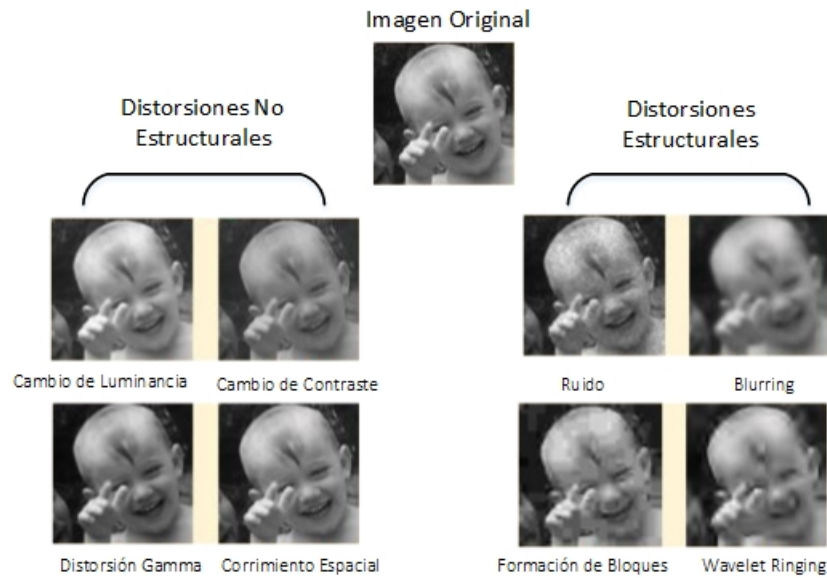 Imagen Original
Distorsiones No
Estructurales
Distorsiones
Estructurales
Cambio de Luminancia
Cambio de Contraste
Ruido
Blurring
Distorsión Gamma
Corrimiento Espacial
Formación de Bloques
Wavelet Ringing